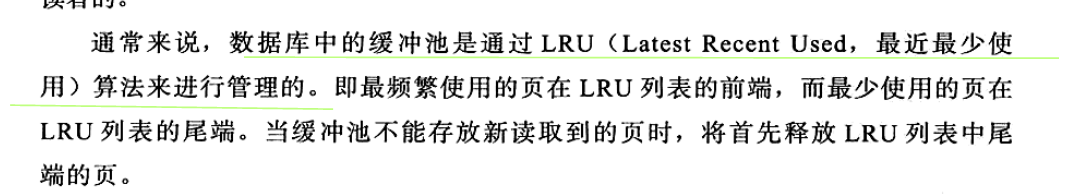 读者的。
通常来说，数据库中的缓冲池是通过 LRU（Latest Recent Used，最近最少使
用）算法来进行管理的。即最频繁使用的页在 LRU 列表的前端，而最少使用的页在
LRU 列表的尾端。当缓冲池不能存放新读取到的页时，将首先释放 LRU 列表中尾
端的页。